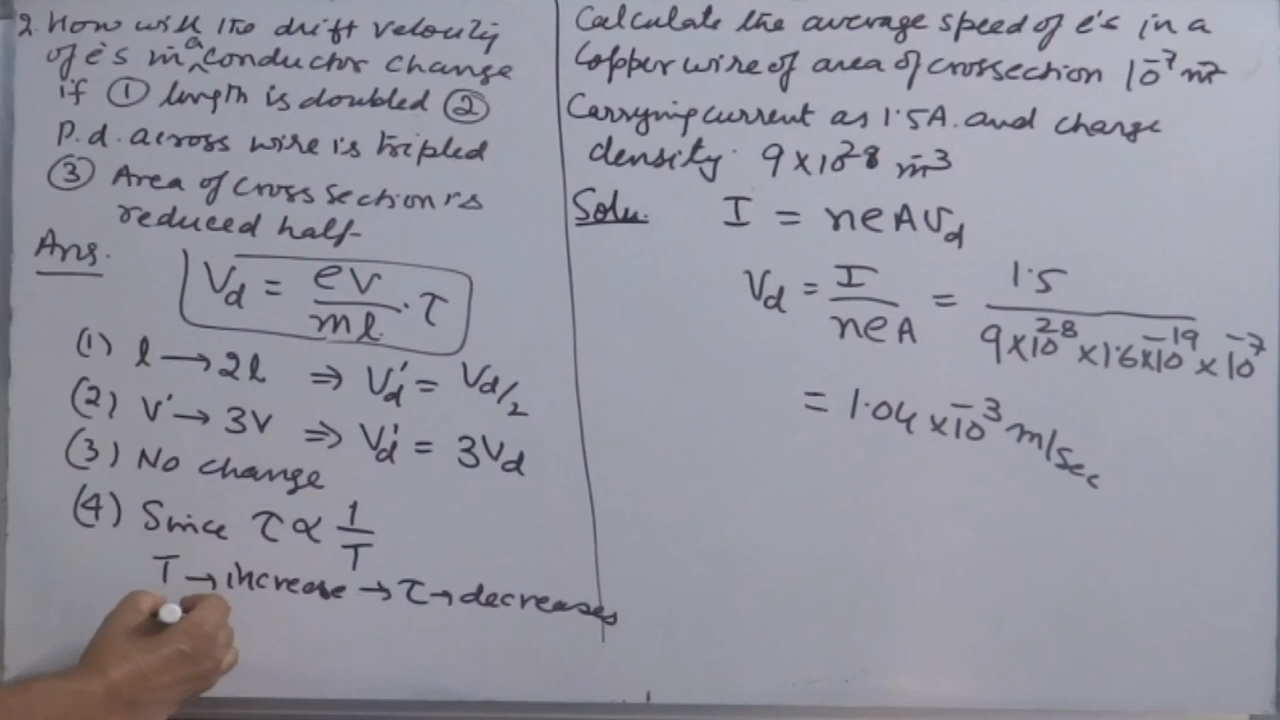 2. How will the drift velocity
of e's in a conductor change
if ① length is doubled ②
P.d. across wire is tripled
③ Area of cross section is
reduced half-
Ans.
Vd = eV/ml . τ
(1) l → 2l ⇒ Vd' = Vd/2
(2) V' → 3V ⇒ Vd' = 3Vd
(3) No change
(4) Since τ ∝ 1/T
T → increase → τ → decreases
Calculate the average speed of e's in a
Copper wire of area of crossection 10⁻⁷ m²
Carrying current as 1.5A. and charge
density. 9×10²⁸ m⁻³
Solu. I = neAVd
Vd = I/neA = 1.5/9×10²⁸×1.6×10⁻¹⁹×10⁻⁷
= 1.04×10⁻³ m/sec